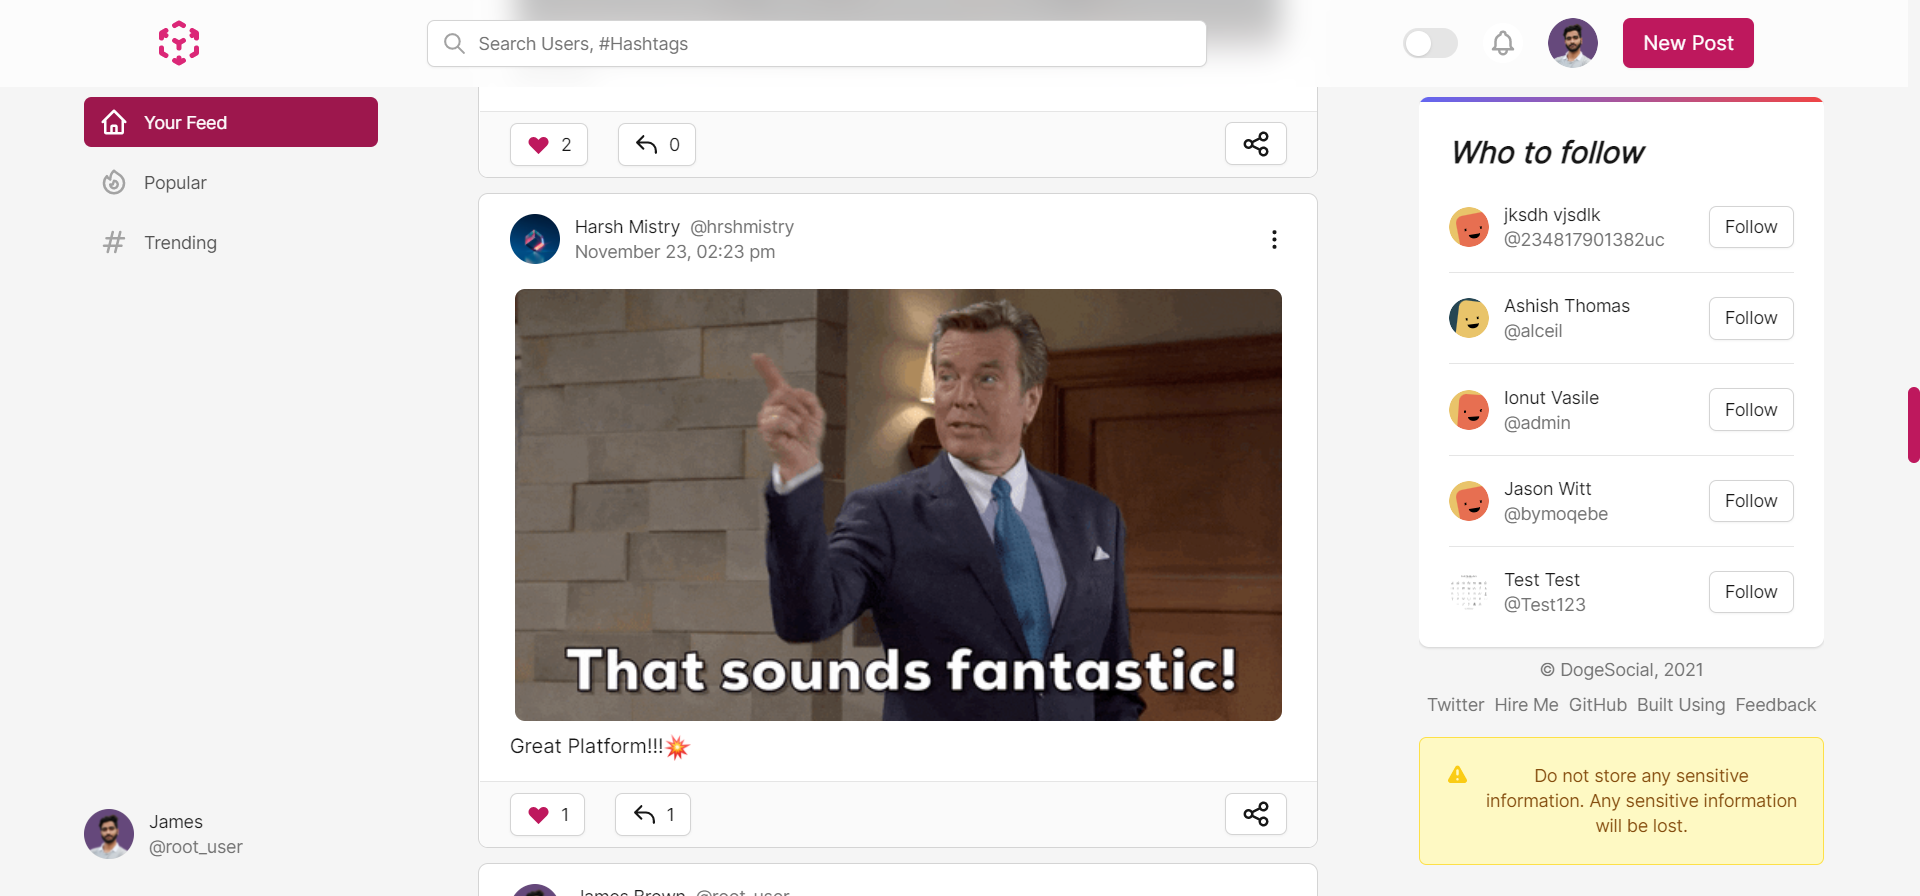 Search Users, #Hashtags
New Post
Your Feed
Popular
Trending
2
0
Harsh Mistry @hrshmistry
November 23, 02:23 pm
That sounds fantastic!
Great Platform!!!💥
1
1
James Brown @root_user
Who to follow
jksdh vjsdlk
@234817901382uc
Follow
Ashish Thomas
@alceil
Follow
Ionut Vasile
@admin
Follow
Jason Witt
@bymoqebe
Follow
Test Test
@Test123
Follow
© DogeSocial, 2021
Twitter Hire Me GitHub Built Using Feedback
Do not store any sensitive
information. Any sensitive information
will be lost.
James
@root_user